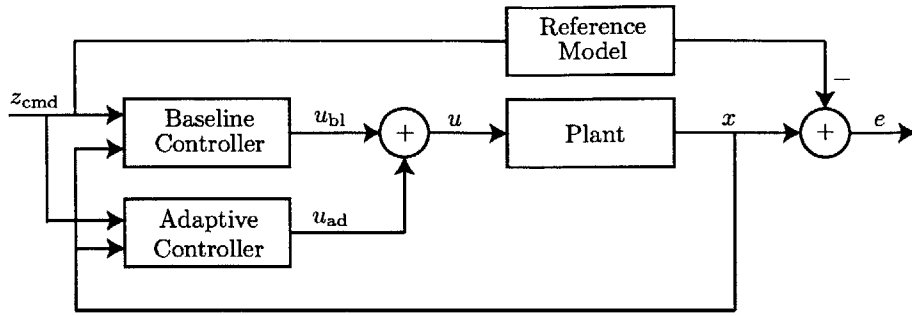 Reference
Model
−
z_cmd
Baseline
Controller
u_bl
+
u
Plant
x
+
e
Adaptive
Controller
u_ad